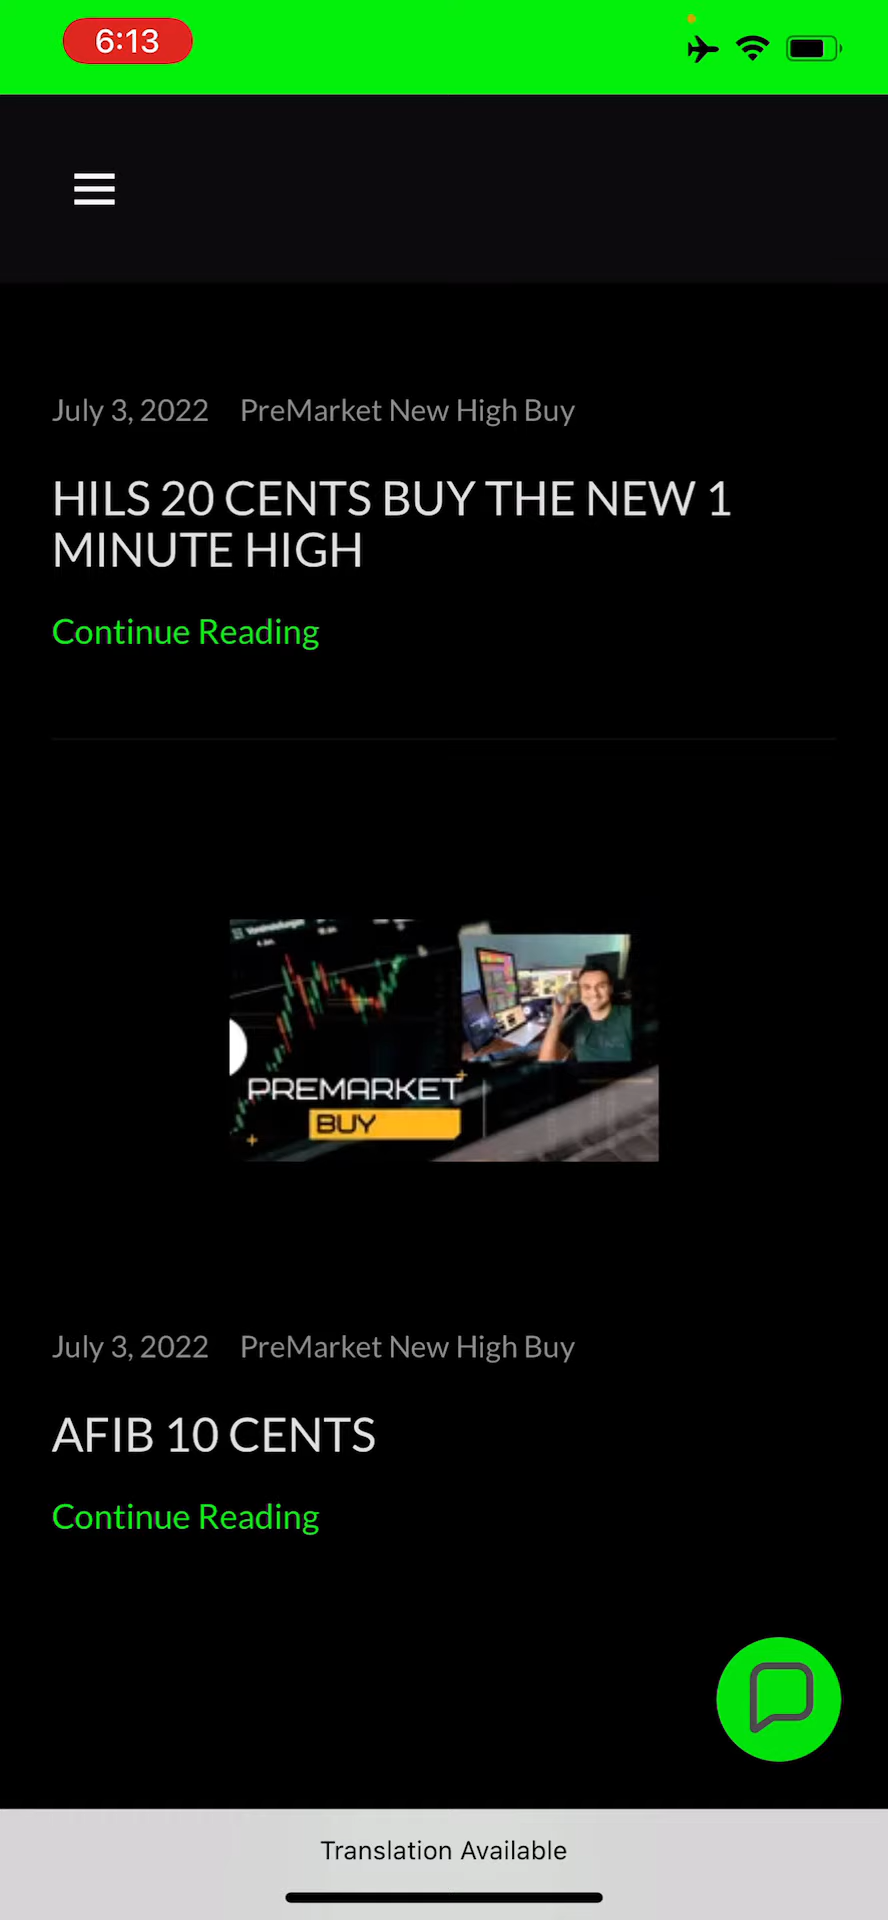 6:13
July 3, 2022 PreMarket New High Buy
HILS 20 CENTS BUY THE NEW 1
MINUTE HIGH
Continue Reading
PREMARKET
BUY
July 3, 2022 PreMarket New High Buy
AFIB 10 CENTS
Continue Reading
Translation Available